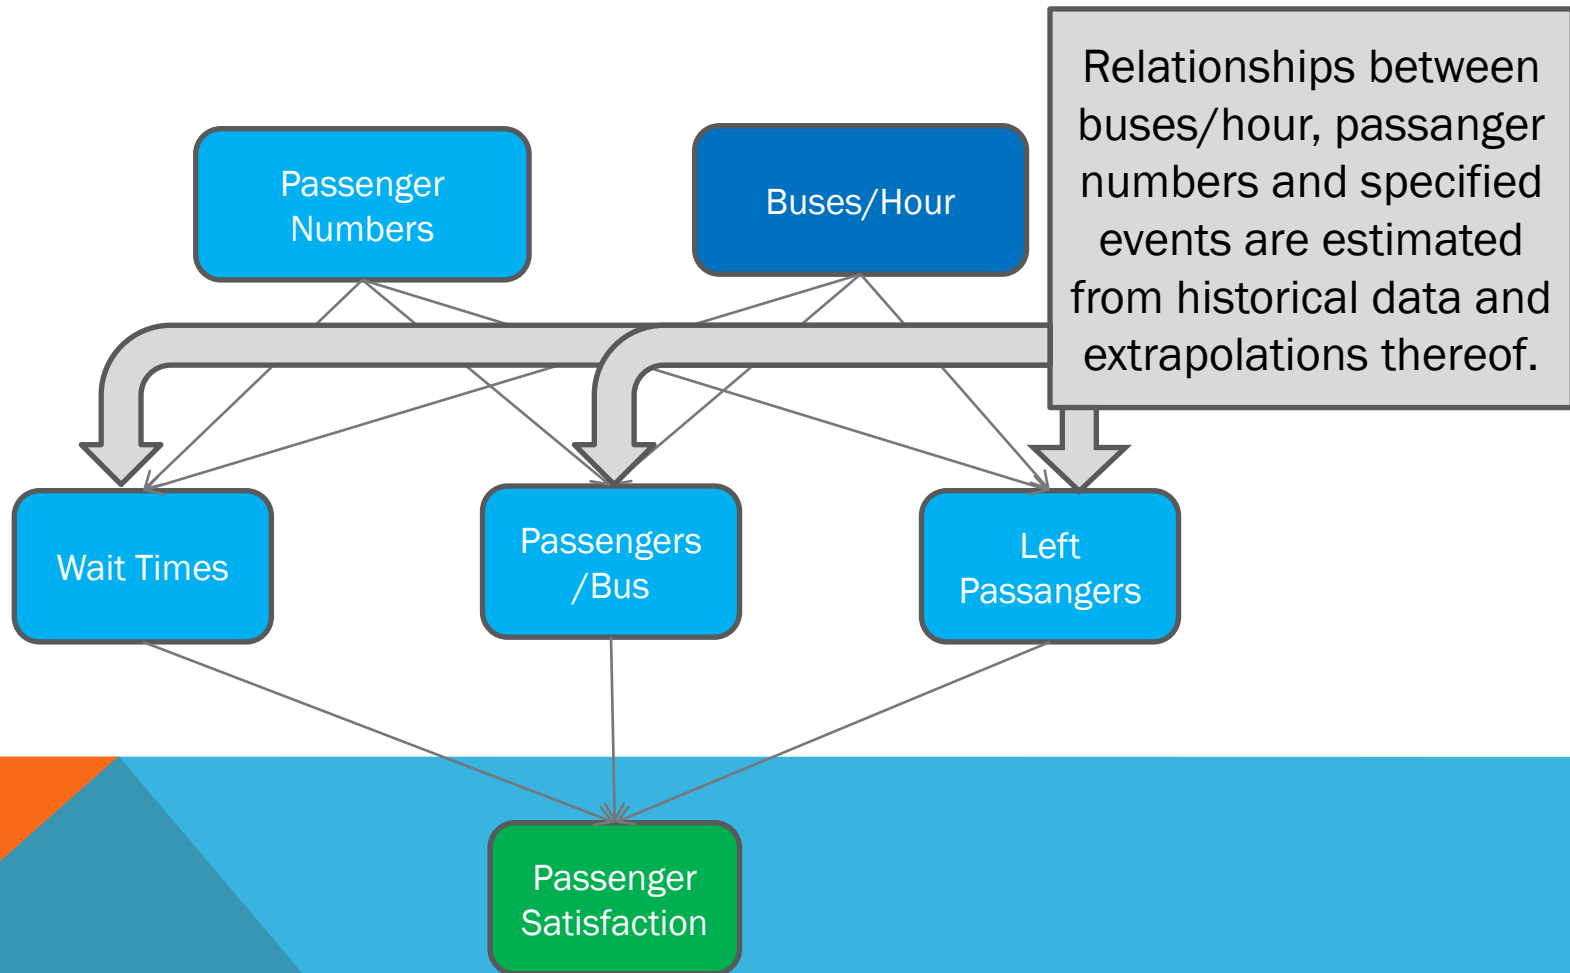 Relationships between
buses/hour, passanger
numbers and specified
events are estimated
from historical data and
extrapolations thereof.
Passenger
Numbers
Buses/Hour
Wait Times
Passengers
/Bus
Left
Passangers
Passenger
Satisfaction